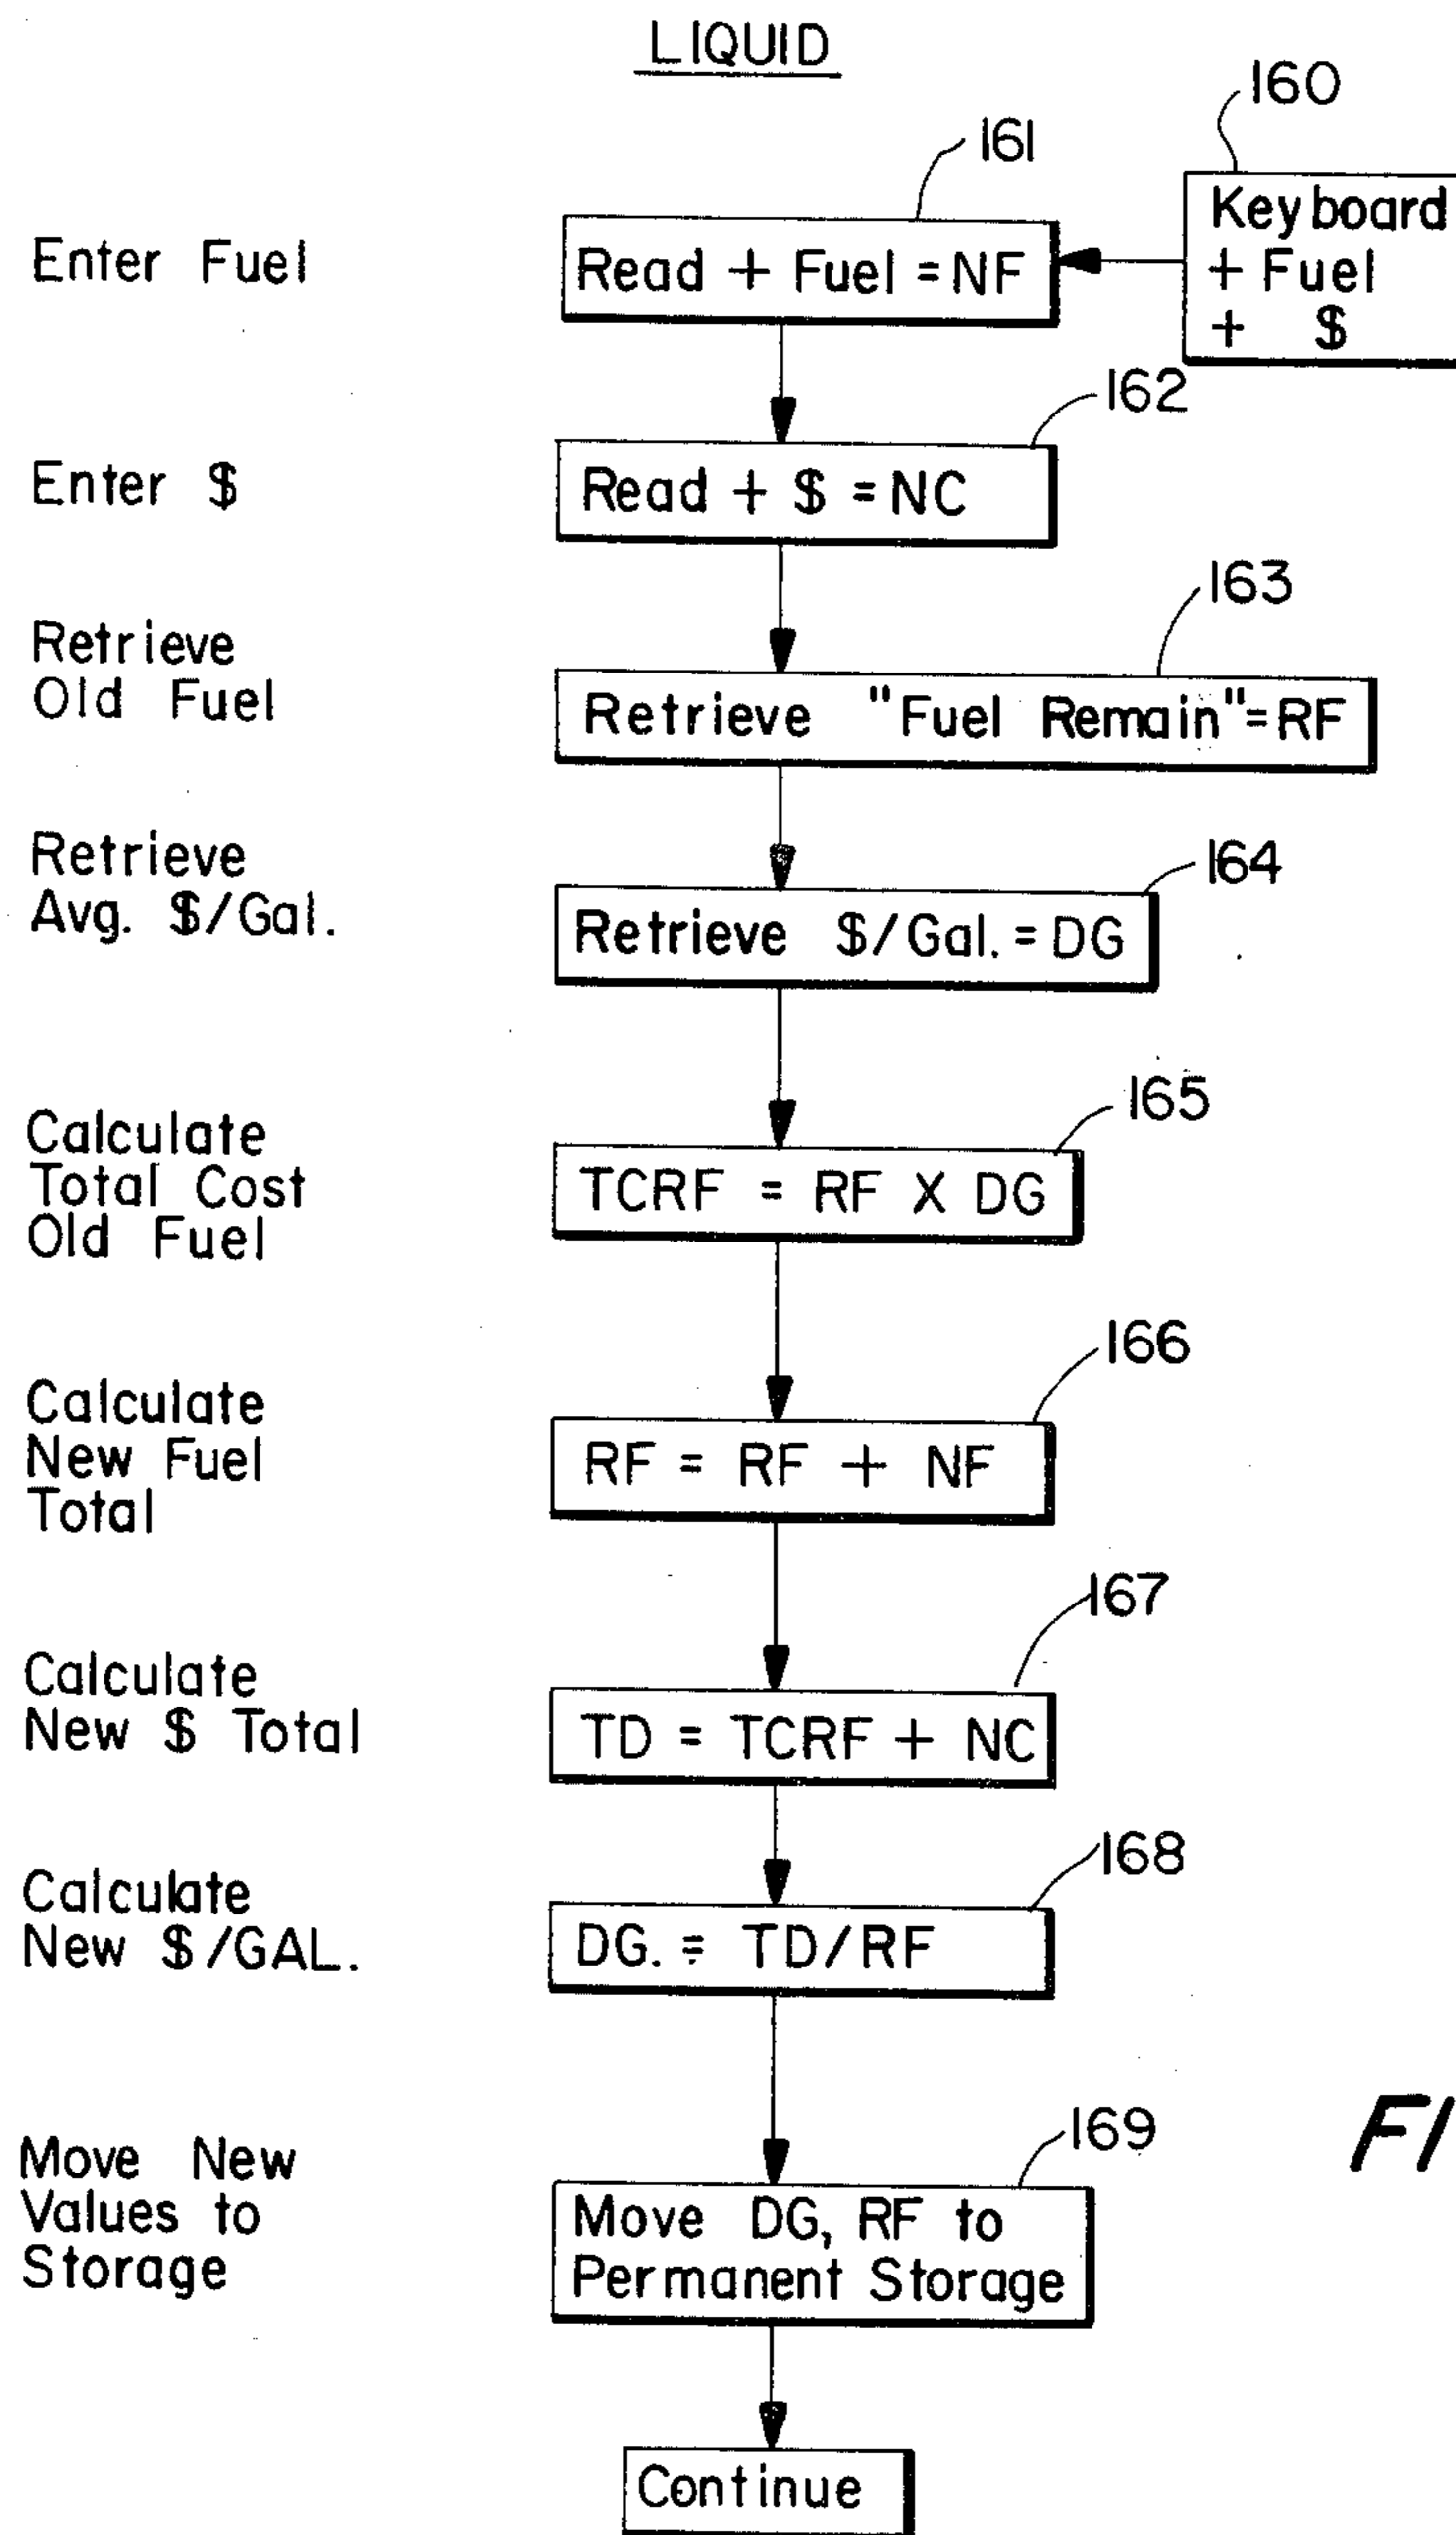 LIQUID
160
161
Keyboard
+ Fuel
+ $
Enter Fuel
Read + Fuel = NF
162
Enter $
Read + $ = NC
163
Retrieve
Old Fuel
Retrieve "Fuel Remain" = RF
164
Retrieve
Avg. $/Gal.
Retrieve $/Gal. = DG
165
Calculate
Total Cost
Old Fuel
TCRF = RF X DG
166
Calculate
New Fuel
Total
RF = RF + NF
167
Calculate
New $ Total
TD = TCRF + NC
168
Calculate
New $/GAL.
DG. = TD/RF
169
Move New
Values to
Storage
Move DG, RF to
Permanent Storage
FI
Continue